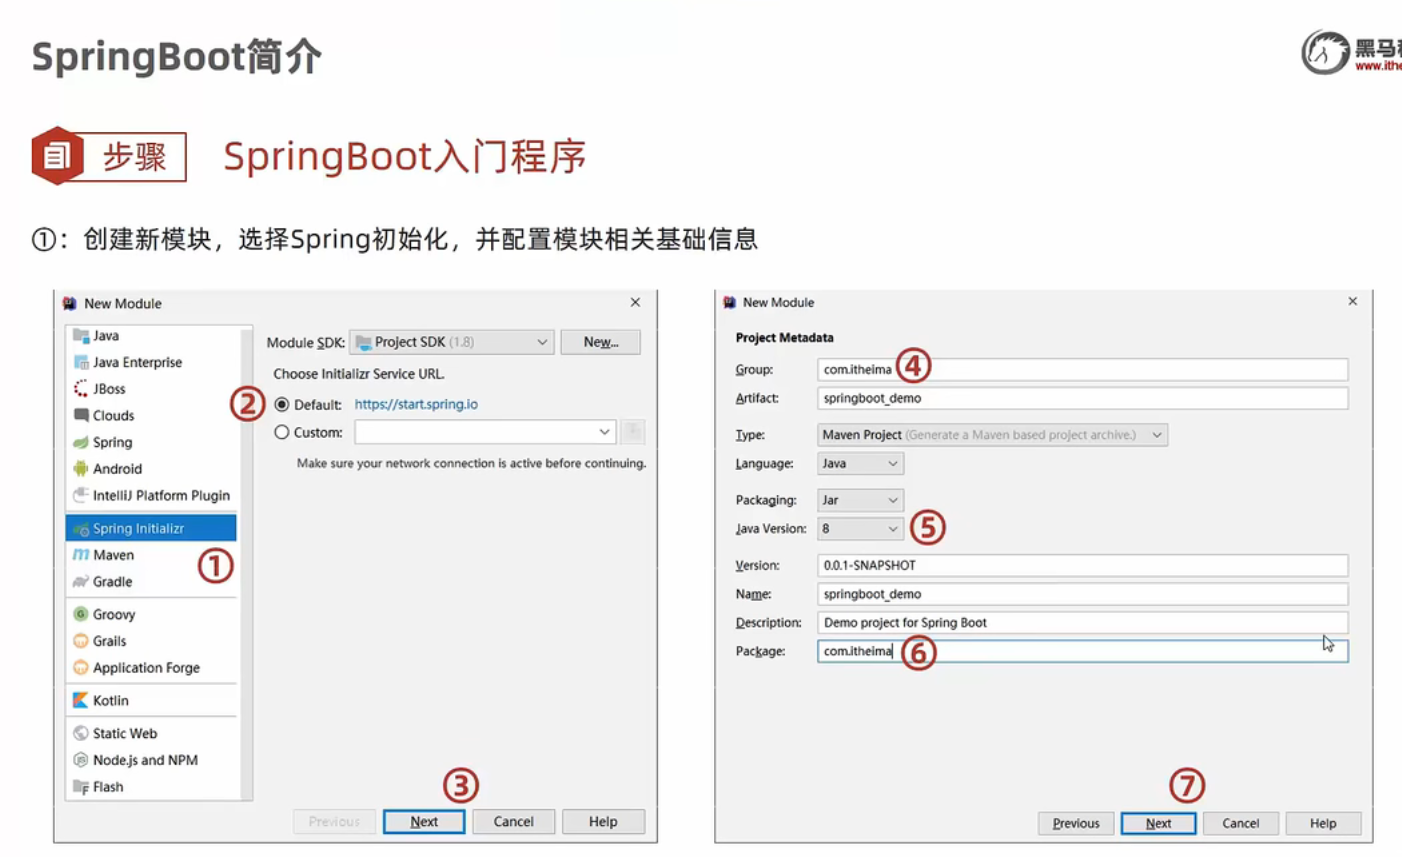 SpringBoot简介
黑马
www.ithe
步骤
SpringBoot入门程序
①：创建新模块，选择Spring初始化，并配置模块相关基础信息
New Module
Java
Java Enterprise
JBoss
Clouds
Spring
Android
IntelliJ Platform Plugin
Spring Initializr
Maven
①
Gradle
Groovy
Grails
Application Forge
Kotlin
Static Web
Node.js and NPM
Flash
Module SDK: Project SDK (1.8) New...
Choose Initializr Service URL.
② Default: https://start.spring.io
Custom:
Make sure your network connection is active before continuing.
③
Previous Next Cancel Help
New Module
Project Metadata
Group: com.itheima ④
Artifact: springboot_demo
Type: Maven Project (Generate a Maven based project archive.)
Language: Java
Packaging: Jar
Java Version: 8 ⑤
Version: 0.0.1-SNAPSHOT
Name: springboot_demo
Description: Demo project for Spring Boot
Package: com.itheima ⑥
⑦
Previous Next Cancel Help